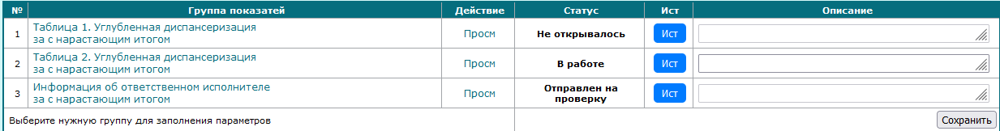 № Группа показатей Действие Статус Ист Описание
1 Таблица 1. Углубленная диспансеризация
за с нарастающим итогом Просм Не открывалось Ист
2 Таблица 2. Углубленная диспансеризация
за с нарастающим итогом Просм В работе Ист
3 Информация об ответственном исполнителе
за с нарастающим итогом Просм Отправлен на
проверку Ист
Выберите нужную группу для заполнения параметров Сохранить